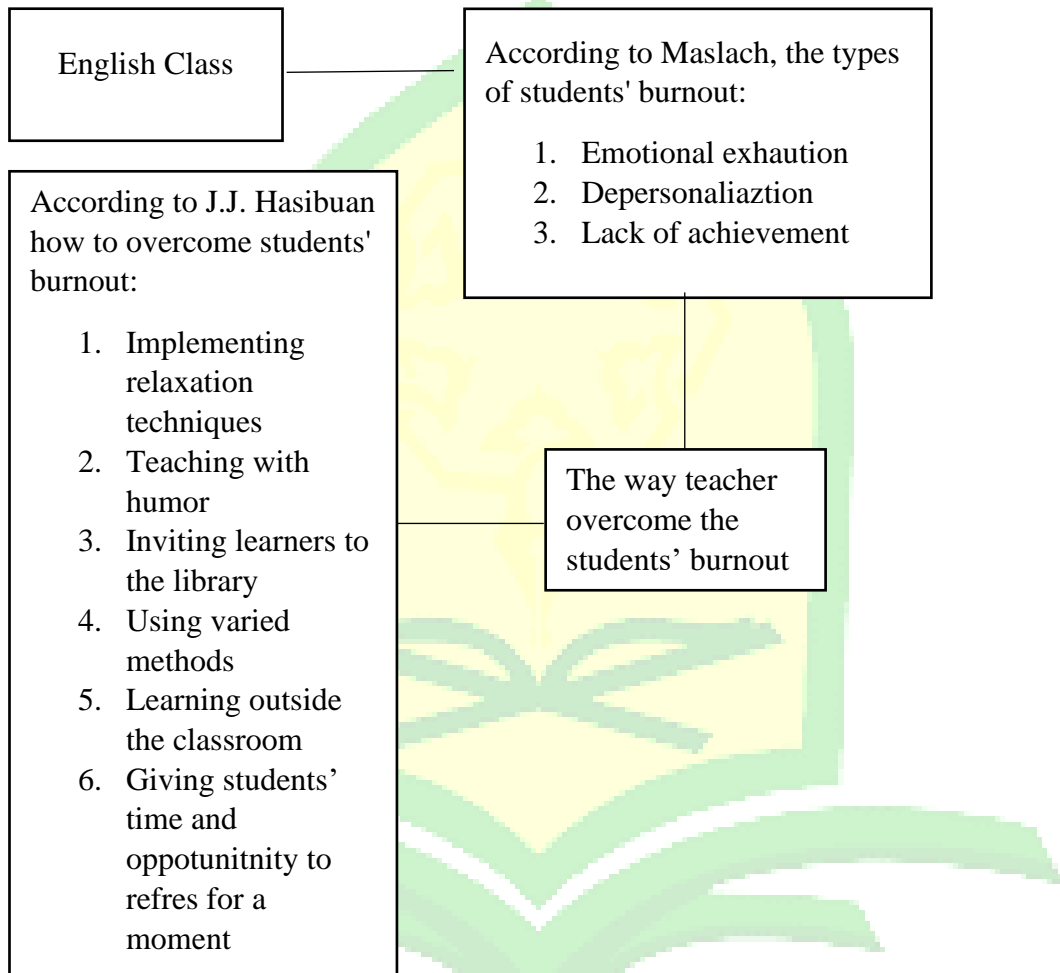 English Class
According to Maslach, the types
of students' burnout:
1. Emotional exhaution
2. Depersonaliaztion
3. Lack of achievement
According to J.J. Hasibuan
how to overcome students'
burnout:
1. Implementing
relaxation
techniques
2. Teaching with
humor
3. Inviting learners to
the library
4. Using varied
methods
5. Learning outside
the classroom
6. Giving students’
time and
oppotunitnity to
refres for a
moment
The way teacher
overcome the
students’ burnout